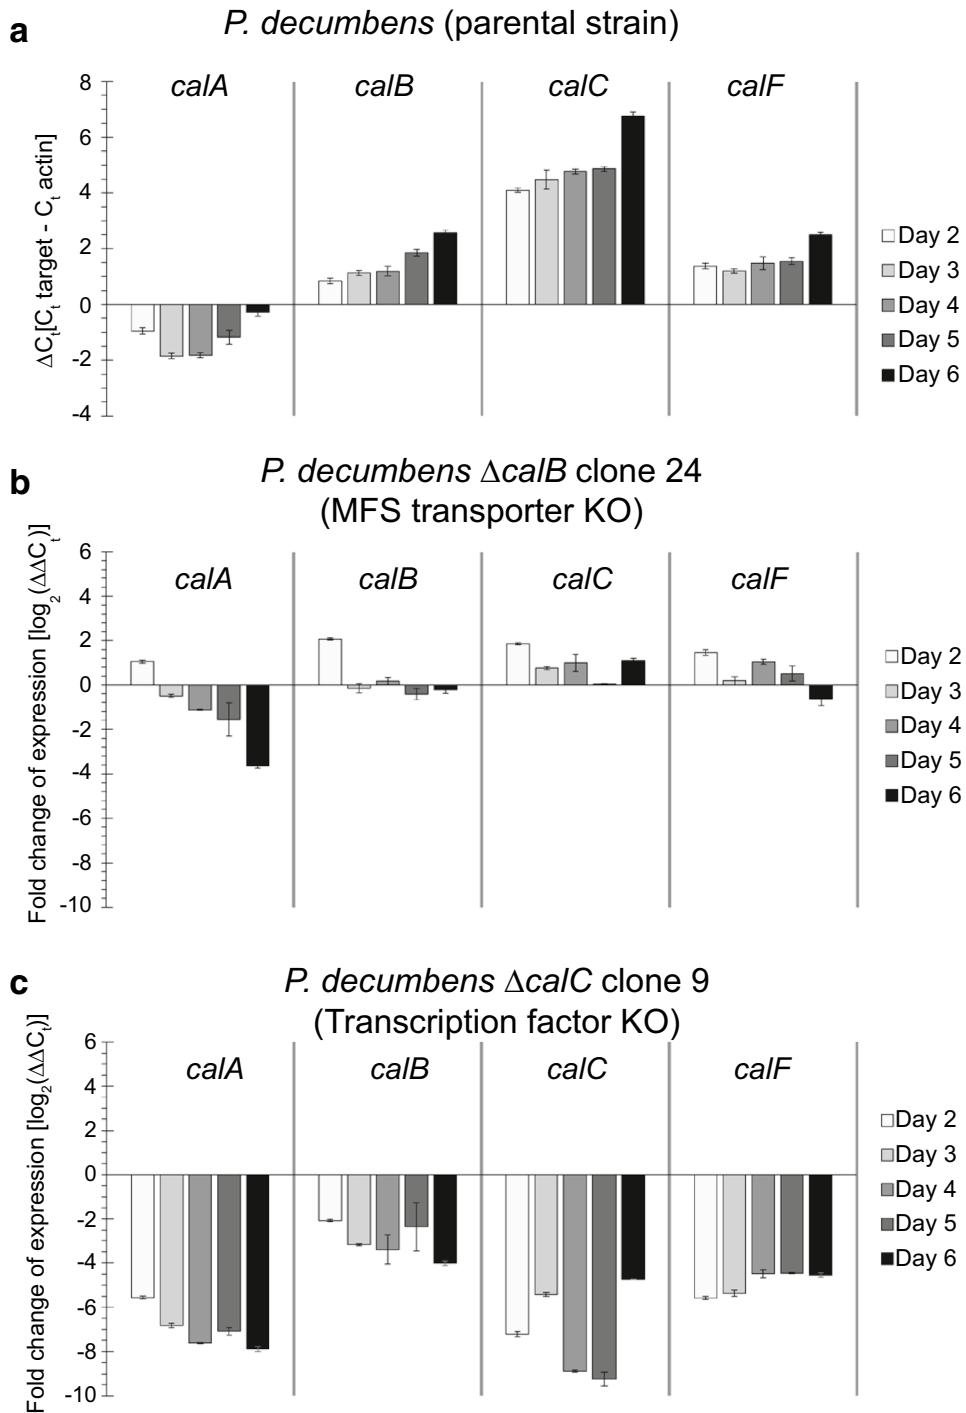 a
P. decumbens (parental strain)
calA calB calC calF
ΔCt[Ct target - Ct actin]
8
6
4
2
0
-2
-4
Day 2
Day 3
Day 4
Day 5
Day 6
b
P. decumbens ΔcalB clone 24
(MFS transporter KO)
calA calB calC calF
Fold change of expression [log2(ΔΔCt)]
6
4
2
0
-2
-4
-6
-8
-10
Day 2
Day 3
Day 4
Day 5
Day 6
c
P. decumbens ΔcalC clone 9
(Transcription factor KO)
calA calB calC calF
Fold change of expression [log2(ΔΔCt)]
6
4
2
0
-2
-4
-6
-8
-10
Day 2
Day 3
Day 4
Day 5
Day 6